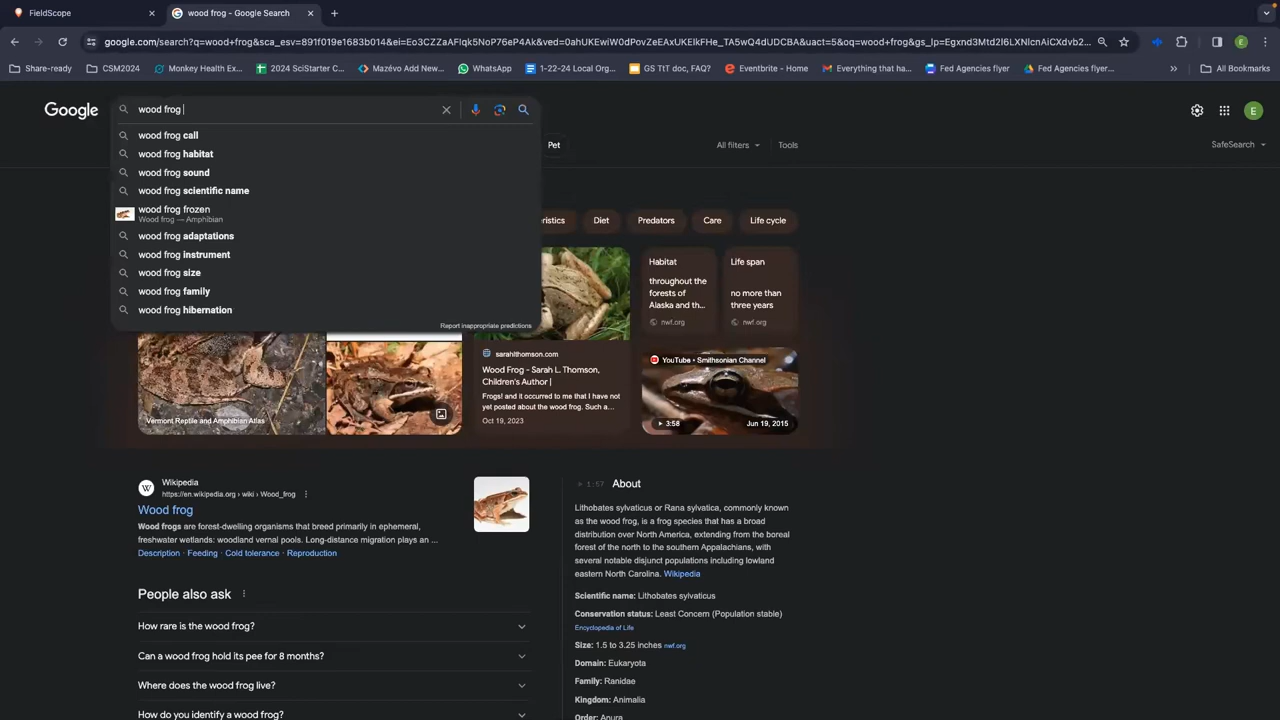 FieldScope
wood frog - Google Search
google.com/search?q=wood+frog&sca_esv=891f019e1683b014&ei=Eo3CZZaAFIqk5NoP76eP4Ak&ved=0ahUKEwiW0dPovZeEAxUKElkFHe_TA5wQ4dUDCBA&uact=5&oq=wood+frog&gs_lp=Egxnd3Mtd2l6LXNlcnAiCXdvb2...
Share-ready
CSM2024
Monkey Health Ex...
2024 SciStarter C...
Mazévo Add New...
WhatsApp
1-22-24 Local Org...
GS TtT doc, FAQ?
Eventbrite - Home
Everything that ha...
Fed Agencies flyer
Fed Agencies flyer...
»
All Bookmarks
Google
wood frog
E
wood frog call
wood frog habitat
wood frog sound
wood frog scientific name
wood frog frozen
Wood frog — Amphibian
wood frog adaptations
wood frog instrument
wood frog size
wood frog family
wood frog hibernation
Report inappropriate predictions
Pet
All filters
Tools
SafeSearch
eristics
Diet
Predators
Care
Life cycle
Habitat
throughout the
forests of
Alaska and th...
nwf.org
Life span
no more than
three years
nwf.org
Vermont Reptile and Amphibian Atlas
sarahlthomson.com
Wood Frog - Sarah L. Thomson,
Children's Author |
Frogs! and it occurred to me that I have not
yet posted about the wood frog. Such a...
Oct 19, 2023
YouTube • Smithsonian Channel
3:58
Jun 19, 2015
W
Wikipedia
https://en.wikipedia.org › wiki › Wood_frog
Wood frog
Wood frogs are forest-dwelling organisms that breed primarily in ephemeral,
freshwater wetlands: woodland vernal pools. Long-distance migration plays an ...
Description · Feeding · Cold tolerance · Reproduction
People also ask
How rare is the wood frog?
Can a wood frog hold its pee for 8 months?
Where does the wood frog live?
How do you identify a wood frog?
1:57
About
Lithobates sylvaticus or Rana sylvatica, commonly known
as the wood frog, is a frog species that has a broad
distribution over North America, extending from the boreal
forest of the north to the southern Appalachians, with
several notable disjunct populations including lowland
eastern North Carolina. Wikipedia
Scientific name: Lithobates sylvaticus
Conservation status: Least Concern (Population stable)
Encyclopedia of Life
Size: 1.5 to 3.25 inches nwf.org
Domain: Eukaryota
Family: Ranidae
Kingdom: Animalia
Order: Anura